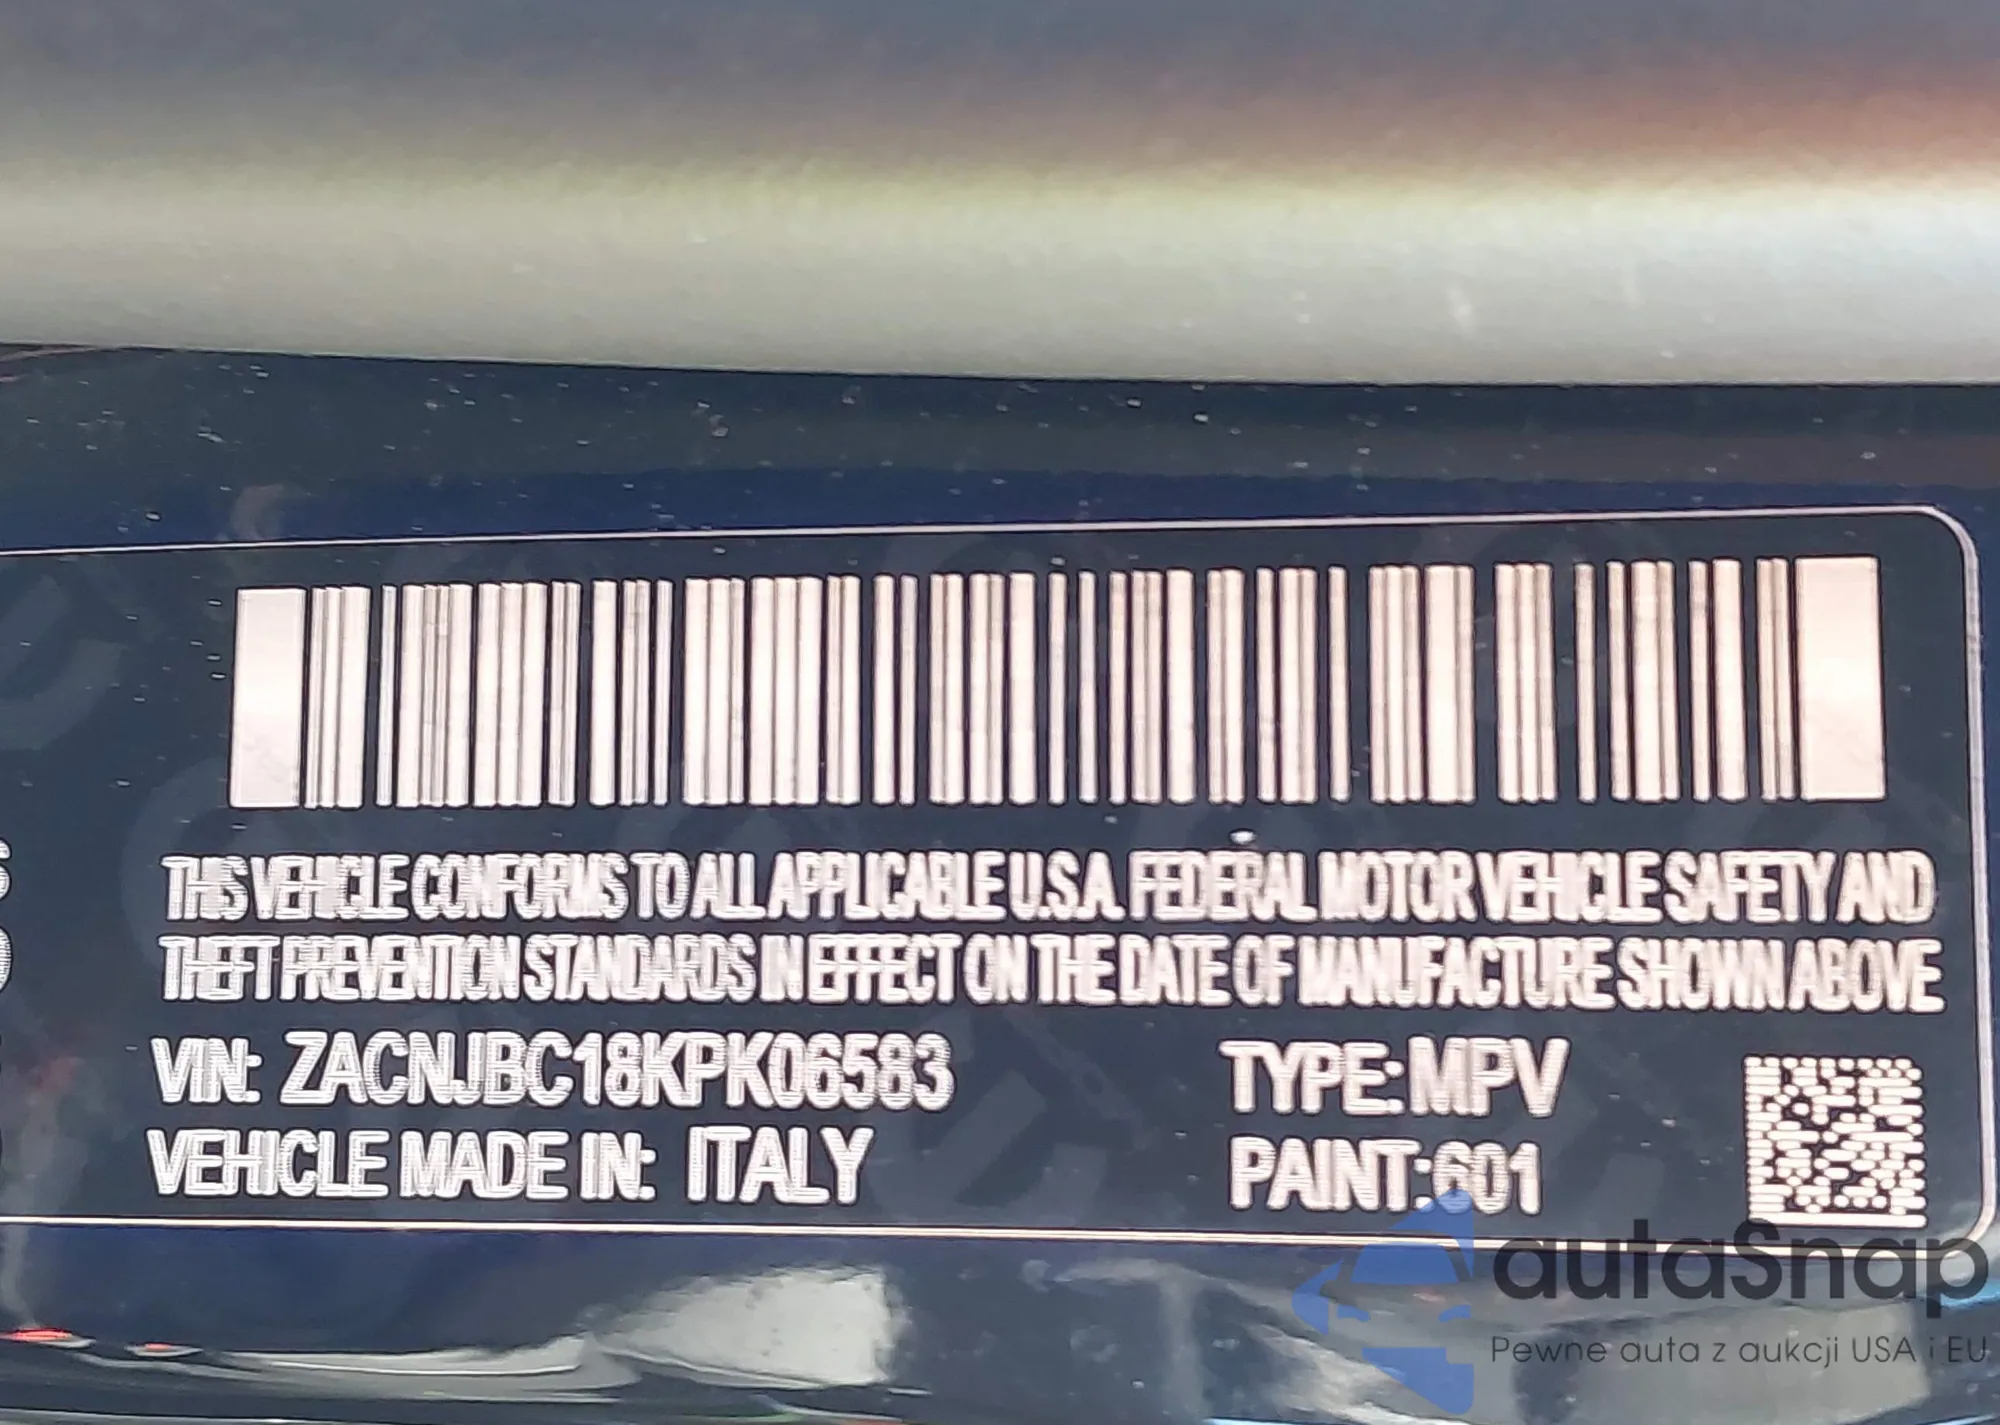 THIS VEHICLE CONFORMS TO ALL APPLICABLE U.S.A. FEDERAL MOTOR VEHICLE SAFETY AND
THEFT PREVENTION STANDARDS IN EFFECT ON THE DATE OF MANUFACTURE SHOWN ABOVE
VIN: ZACNJBC18KPK06583 TYPE:MPV
VEHICLE MADE IN: ITALY PAINT:601
autaSnap
Pewne auta z aukcji USA i EU